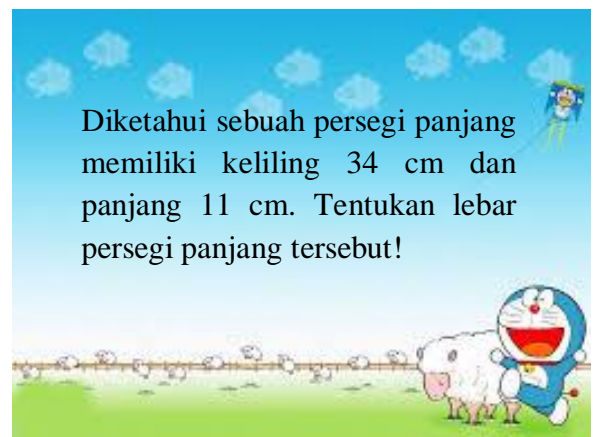 Diketahui sebuah persegi panjang
memiliki keliling 34 cm dan
panjang 11 cm. Tentukan lebar
persegi panjang tersebut!